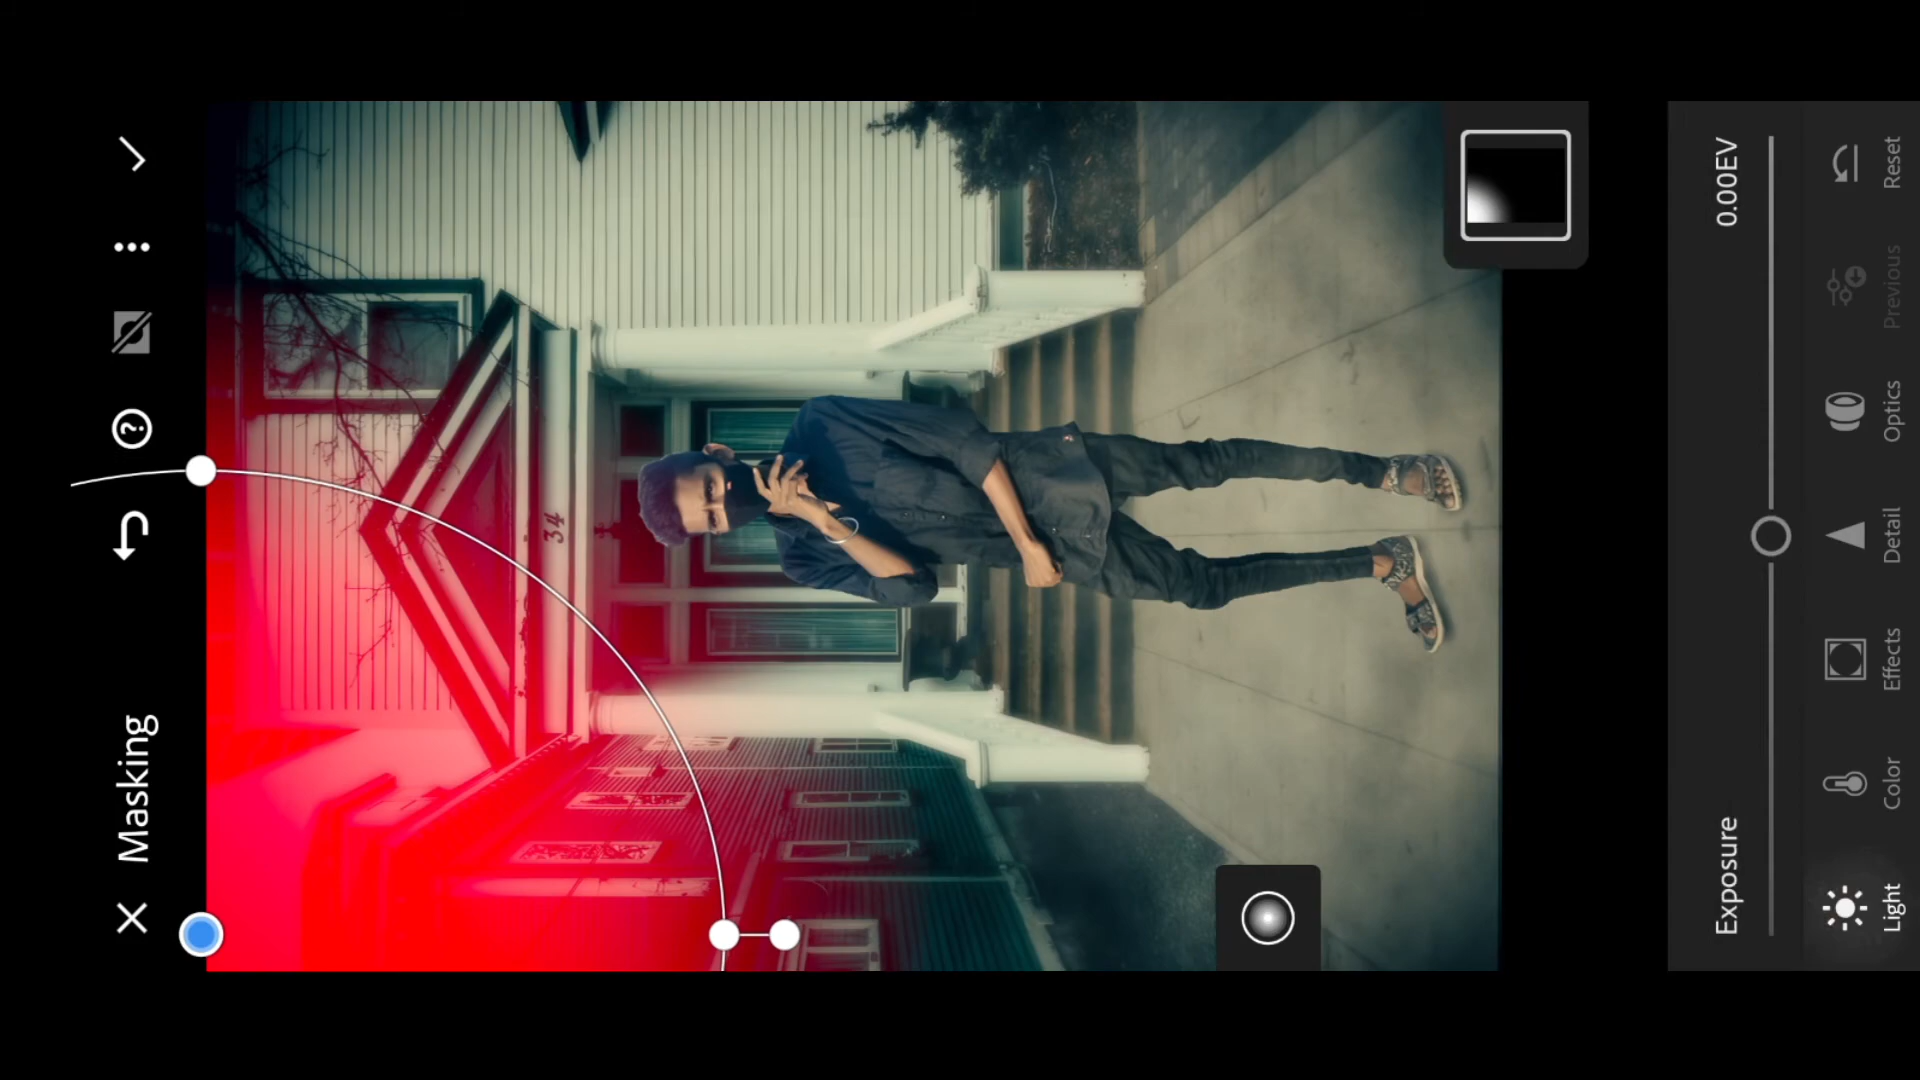 Masking
34
Exposure
0.00EV
Light
Color
Effects
Detail
Optics
Previous
Reset